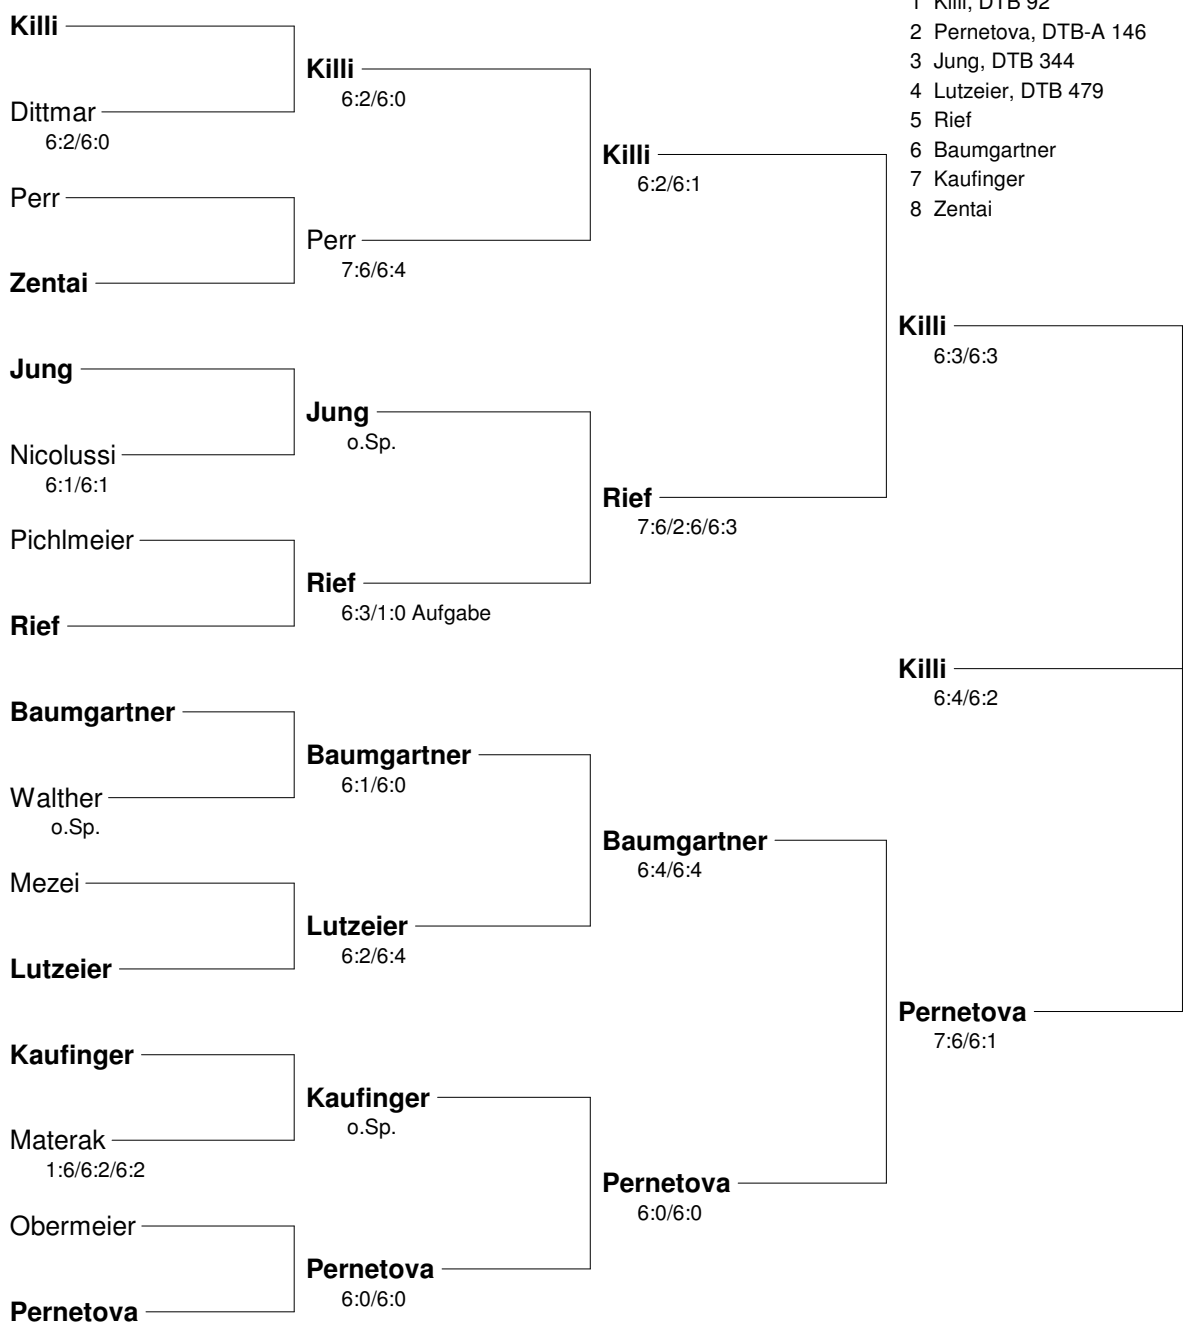 Killi
Dittmar
6:2/6:0
Perr
Zentai
Jung
Nicolussi
6:1/6:1
Pichlmeier
Rief
Baumgartner
Walther
o.Sp.
Mezei
Lutzeier
Kaufinger
Materak
1:6/6:2/6:2
Obermeier
Pernetova
Killi
6:2/6:0
Perr
7:6/6:4
Jung
o.Sp.
Rief
6:3/1:0 Aufgabe
Baumgartner
6:1/6:0
Lutzeier
6:2/6:4
Kaufinger
o.Sp.
Pernetova
6:0/6:0
Killi
6:2/6:1
Rief
7:6/2:6/6:3
Baumgartner
6:4/6:4
Pernetova
6:0/6:0
1 Killi, DTB 92
2 Pernetova, DTB-A 146
3 Jung, DTB 344
4 Lutzeier, DTB 479
5 Rief
6 Baumgartner
7 Kaufinger
8 Zentai
Killi
6:3/6:3
Killi
6:4/6:2
Pernetova
7:6/6:1